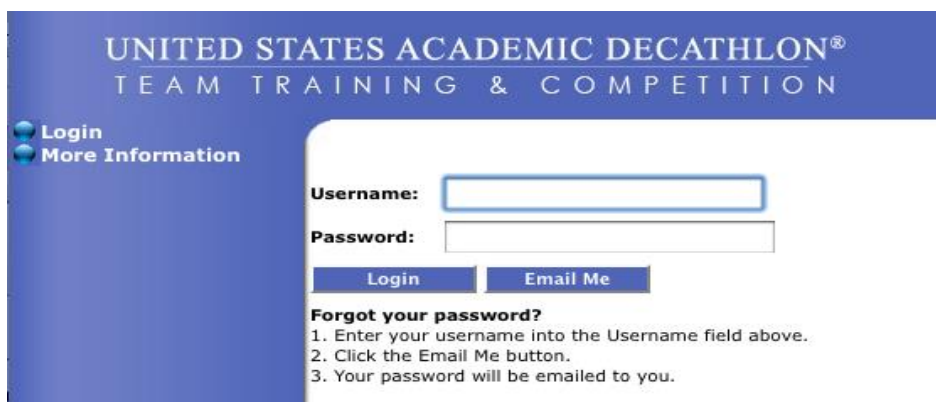 UNITED STATES ACADEMIC DECATHLON®
TEAM TRAINING & COMPETITION
Login
More Information
Username:
Password:
Login Email Me
Forgot your password?
1. Enter your username into the Username field above.
2. Click the Email Me button.
3. Your password will be emailed to you.